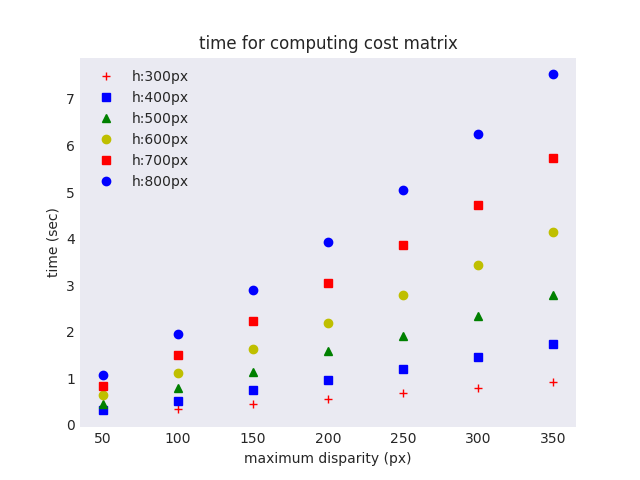 time for computing cost matrix
h:300px
h:400px
h:500px
h:600px
h:700px
h:800px
7
6
5
4
3
2
1
0
time (sec)
50 100 150 200 250 300 350
maximum disparity (px)